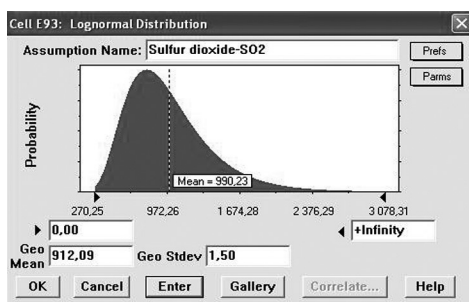 Cell E93: Lognormal Distribution
Assumption Name: Sulfur dioxide-SO2
Prefs
Parms
Probability
Mean = 990,23
270,25 972,26 1 674,28 2 376,29 3 078,31
0,00 +Infinity
Geo Mean 912,09 Geo Stdev 1,50
OK Cancel Enter Gallery Correlate... Help